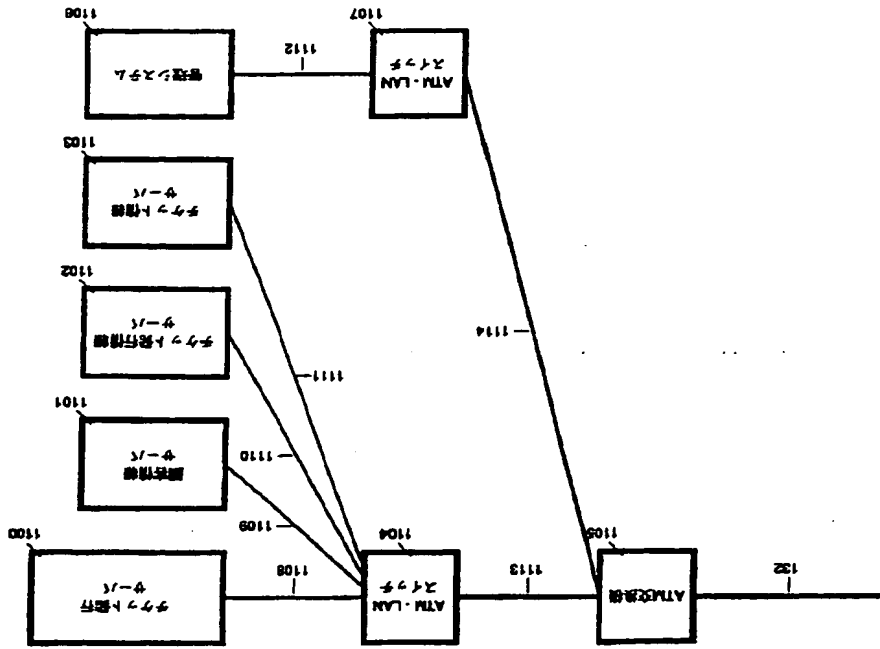 132
ATM交換機
1105
1113
ATM-LAN
スイッチ
1104
1108
チケット発行
サーバ
1100
1109
顧客情報
サーバ
1101
1110
チケット発行情報
サーバ
1102
1111
チケット情報
サーバ
1103
1114
ATM-LAN
スイッチ
1107
1112
管理システム
1106